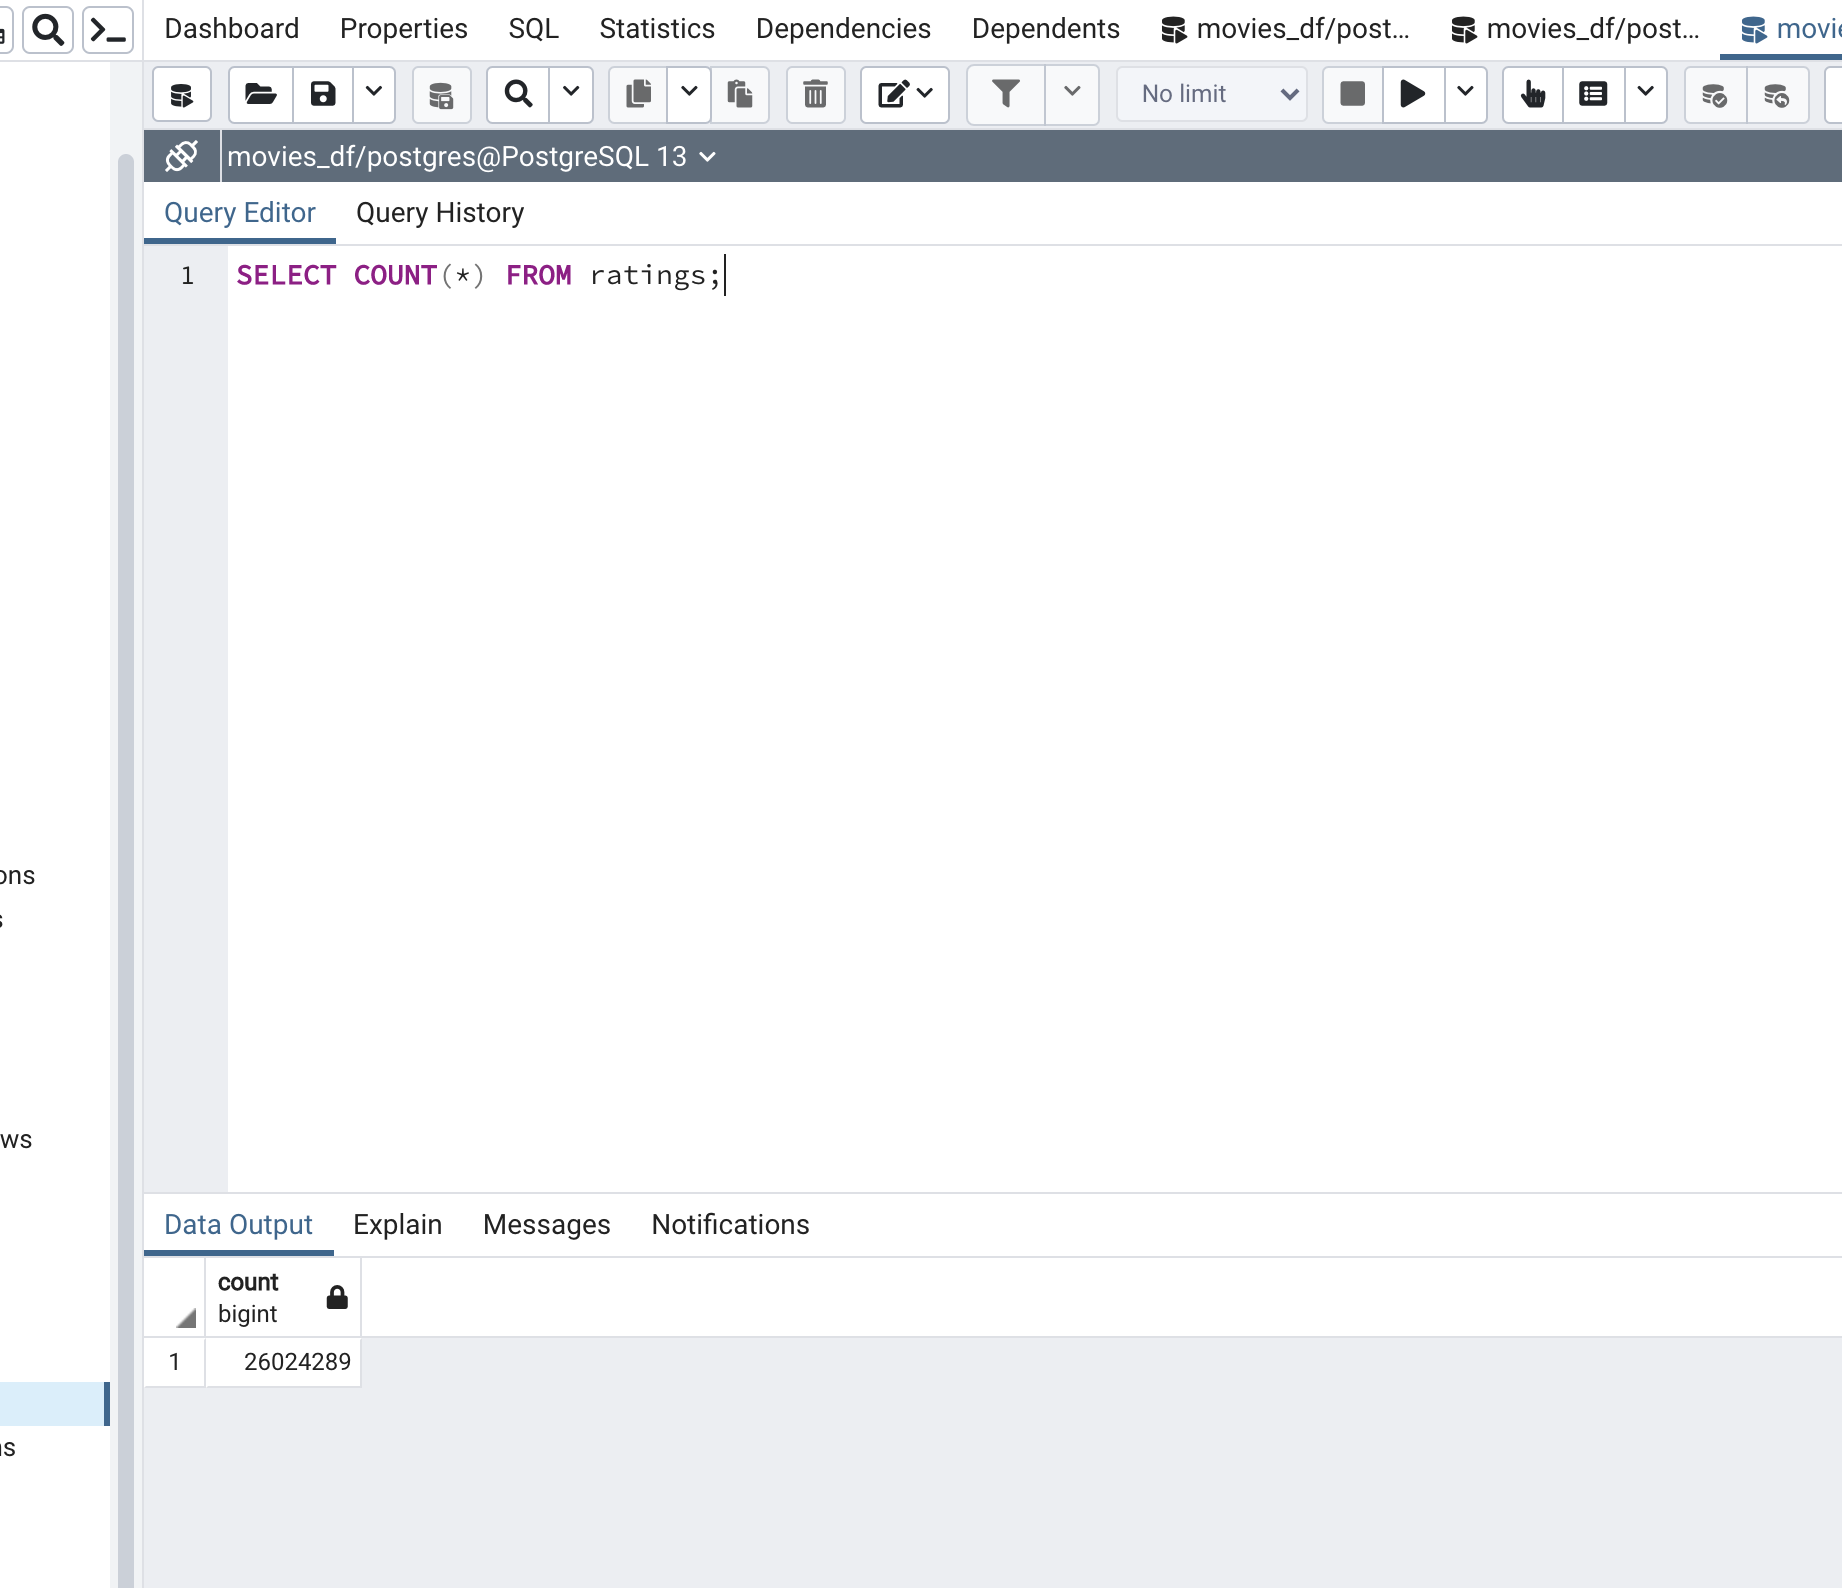 Dashboard Properties SQL Statistics Dependencies Dependents movies_df/post... movies_df/post... movie
No limit
movies_df/postgres@PostgreSQL 13
Query Editor Query History
1 SELECT COUNT(*) FROM ratings;
ons
s
ws
s
Data Output Explain Messages Notifications
count
bigint
1 26024289